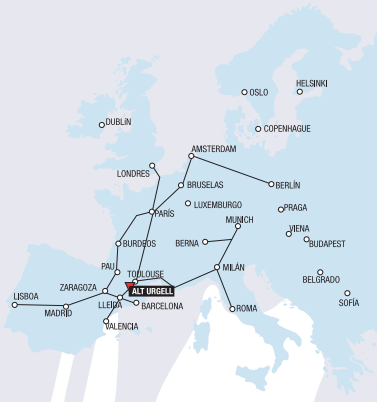 HELSINKI
OSLO
DUBLÍN
COPENHAGUE
AMSTERDAM
LONDRES
BRUSELAS
BERLÍN
LUXEMBURGO
PRAGA
PARÍS
MUNICH
VIENA
BURDEOS
BERNA
BUDAPEST
PAU
TOULOUSE
MILÁN
BELGRADO
ZARAGOZA
ALT URGELL
LISBOA
LLEIDA
BARCELONA
SOFÍA
MADRID
ROMA
VALENCIA